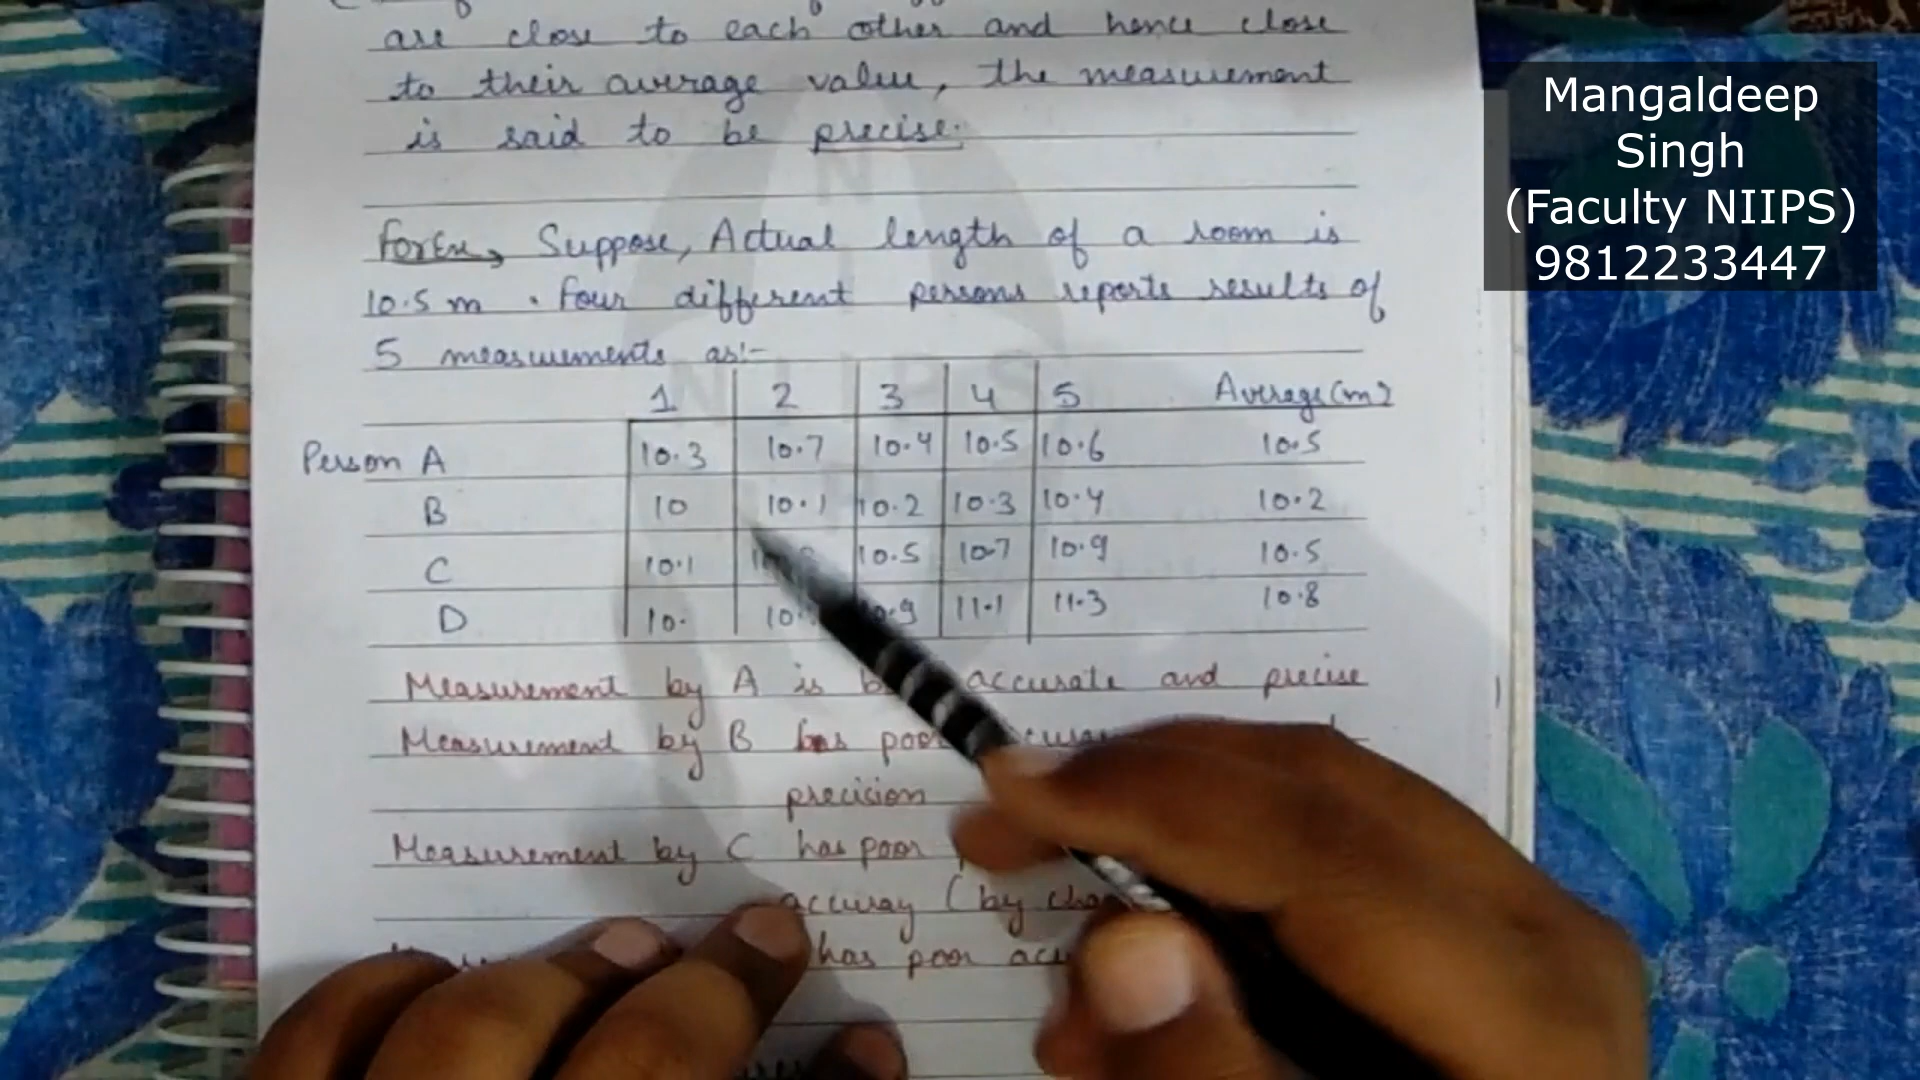 are close to each other and hence close
to their average value, the measurement
is said to be precise.
For Ex, Suppose, Actual length of a room is
10.5 m . Four different persons reports results of
5 measurements as:-
1 2 3 4 5 Average (m)
Person A 10.3 10.7 10.4 10.5 10.6 10.5
B 10 10.1 10.2 10.3 10.4 10.2
C 10.1 10.5 10.7 10.9 10.5
D 10. 11.1 11.3 10.8
Measurement by A is accurate and precise
Measurement by B has poor
precision
Measurement by C has poor
accuray (by
has poor
NIIPS
Mangaldeep
Singh
(Faculty NIIPS)
9812233447